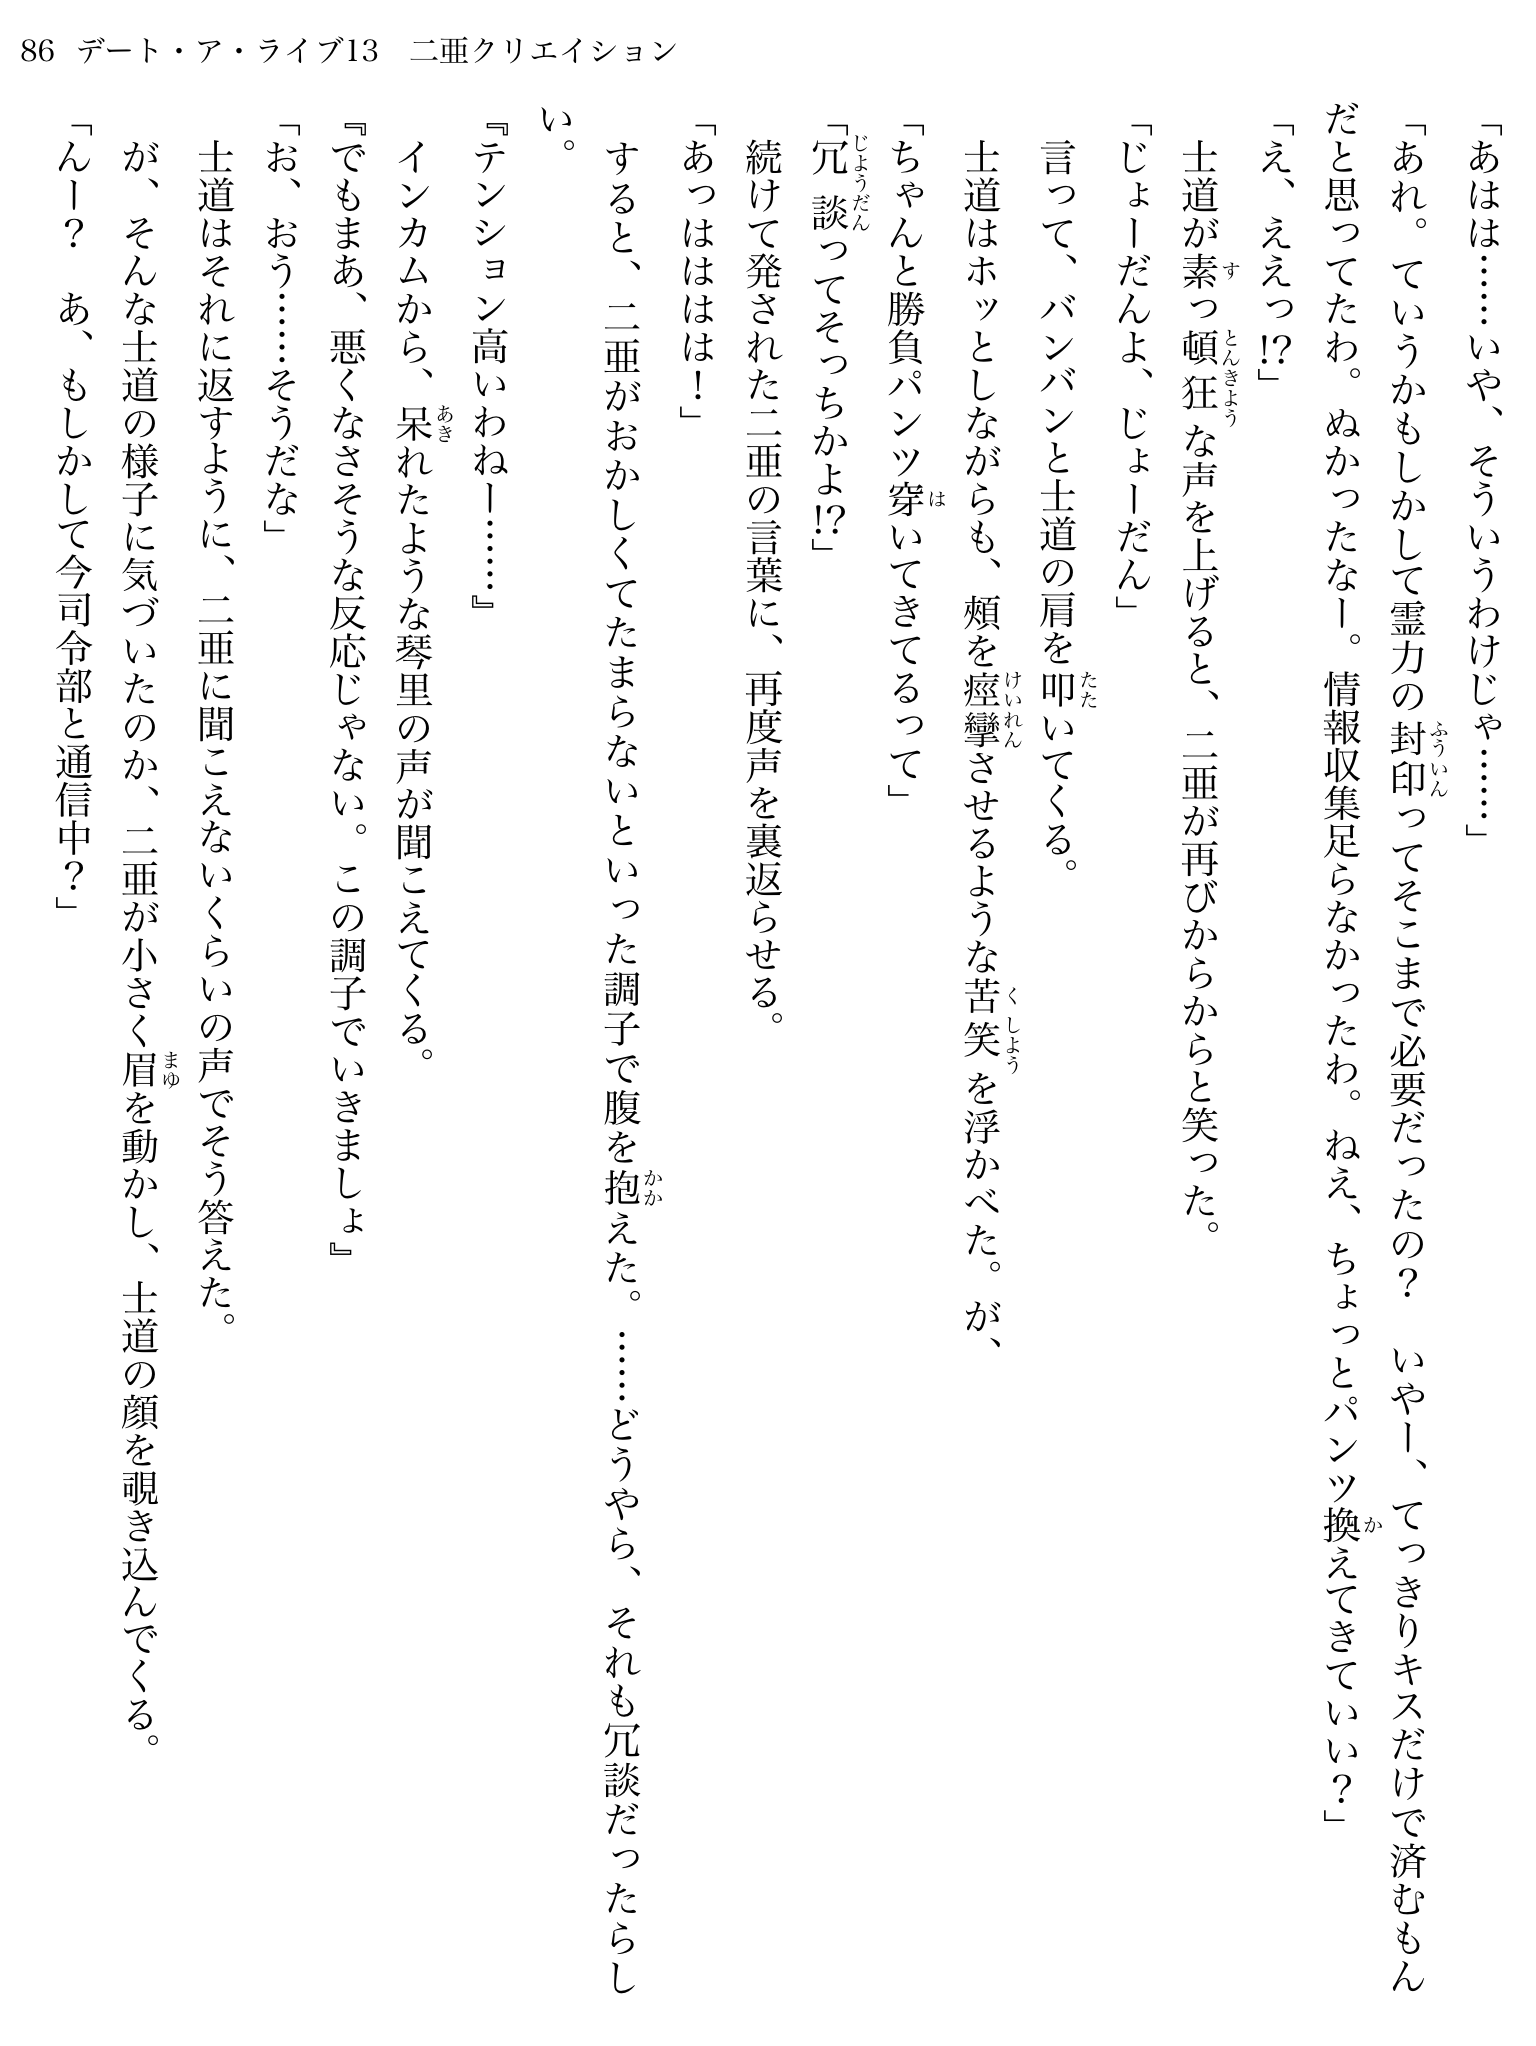 86 デート・ア・ライブ13　二亜クリエイション
「あはは……いや、そういうわけじゃ……」
「あれ。ていうかもしかして霊力の封印ってそこまで必要だったの？　いやー、てっきりキスだけで済むもん
だと思ってたわ。ぬかったなー。情報収集足らなかったわ。ねえ、ちょっとパンツ換えてきていい？」
「え、ええっ!?」
　士道が素っ頓狂な声を上げると、二亜が再びからからと笑った。
「じょーだんよ、じょーだん」
　言って、バンバンと士道の肩を叩いてくる。
　士道はホッとしながらも、頰を痙攣させるような苦笑を浮かべた。が、
「ちゃんと勝負パンツ穿いてきてるって」
「冗談ってそっちかよ!?」
　続けて発された二亜の言葉に、再度声を裏返らせる。
「あっはははは！」
　すると、二亜がおかしくてたまらないといった調子で腹を抱えた。……どうやら、それも冗談だったらし
い。
『テンション高いわねー……』
　インカムから、呆れたような琴里の声が聞こえてくる。
『でもまあ、悪くなさそうな反応じゃない。この調子でいきましょ』
「お、おう……そうだな」
　士道はそれに返すように、二亜に聞こえないくらいの声でそう答えた。
　が、そんな士道の様子に気づいたのか、二亜が小さく眉を動かし、士道の顔を覗き込んでくる。
「んー？　あ、もしかして今司令部と通信中？」